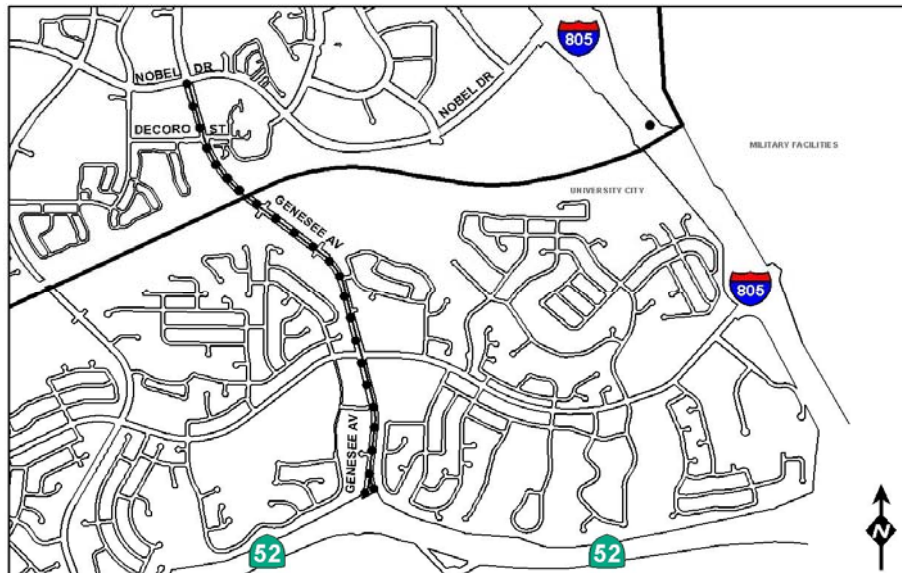 805
NOBEL DR
NOBEL DR
DECORO ST
MILITARY FACILITIES
UNIVERSITY CITY
GENESEE AV
805
GENESEE AV
52
52
N